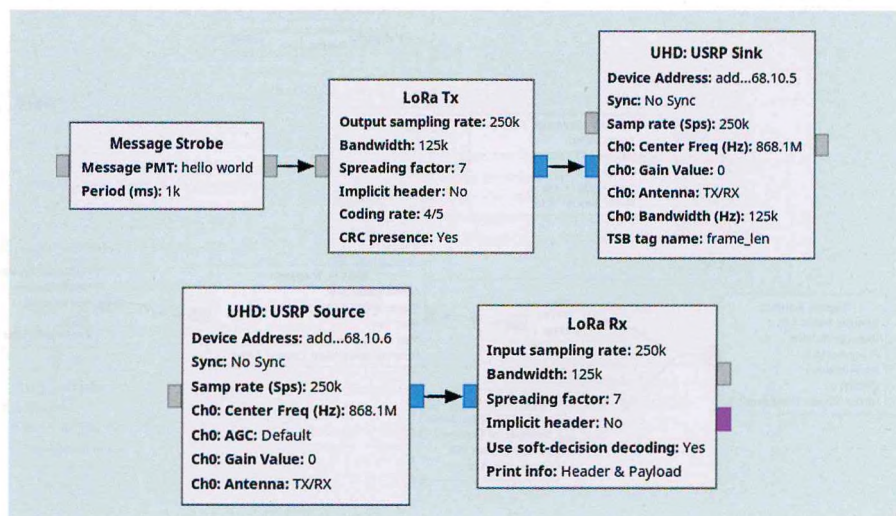 Message Strobe
Message PMT: hello world
Period (ms): 1k
LoRa Tx
Output sampling rate: 250k
Bandwidth: 125k
Spreading factor: 7
Implicit header: No
Coding rate: 4/5
CRC presence: Yes
UHD: USRP Sink
Device Address: add...68.10.5
Sync: No Sync
Samp rate (Sps): 250k
Ch0: Center Freq (Hz): 868.1M
Ch0: Gain Value: 0
Ch0: Antenna: TX/RX
Ch0: Bandwidth (Hz): 125k
TSB tag name: frame_len
UHD: USRP Source
Device Address: add...68.10.6
Sync: No Sync
Samp rate (Sps): 250k
Ch0: Center Freq (Hz): 868.1M
Ch0: AGC: Default
Ch0: Gain Value: 0
Ch0: Antenna: TX/RX
LoRa Rx
Input sampling rate: 250k
Bandwidth: 125k
Spreading factor: 7
Implicit header: No
Use soft-decision decoding: Yes
Print info: Header & Payload